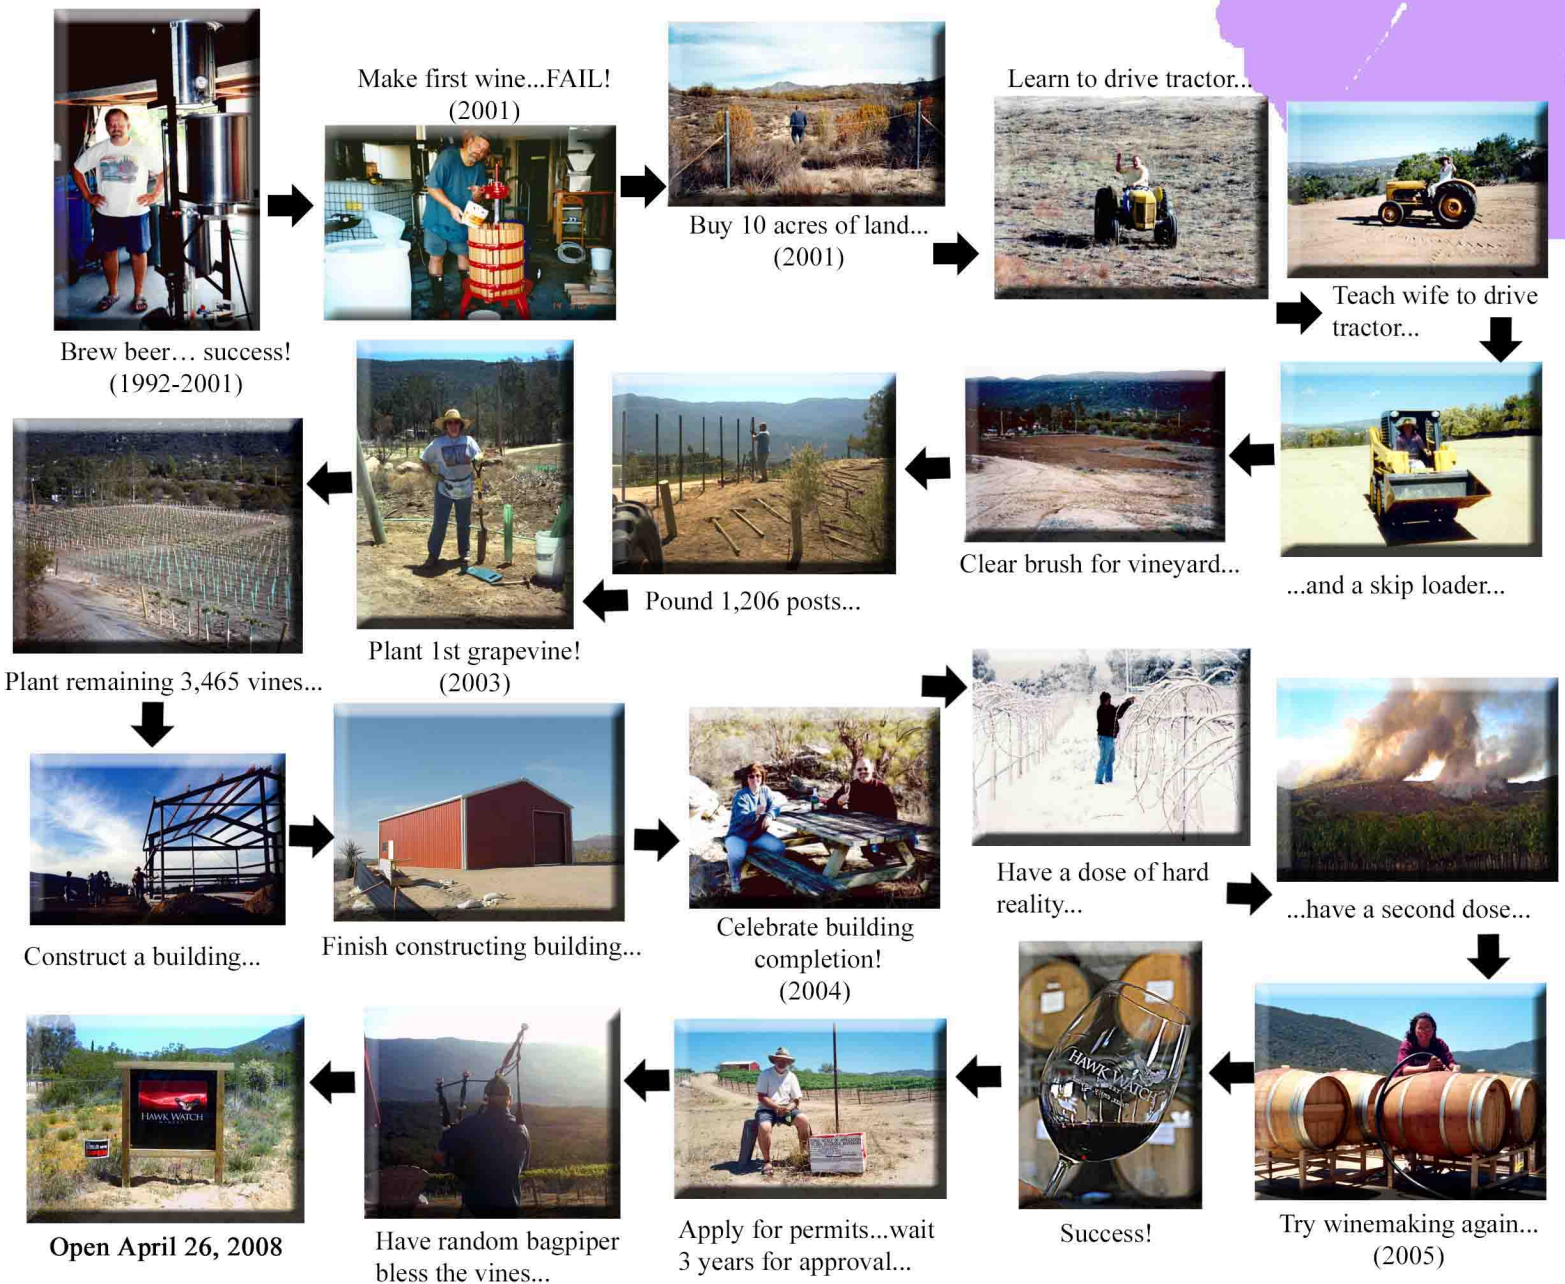 Brew beer… success!
(1992-2001)
Make first wine...FAIL!
(2001)
Buy 10 acres of land...
(2001)
Learn to drive tractor...
Teach wife to drive
tractor...
...and a skip loader...
Clear brush for vineyard...
Pound 1,206 posts...
Plant 1st grapevine!
(2003)
Plant remaining 3,465 vines...
Construct a building...
Finish constructing building...
Celebrate building
completion!
(2004)
Have a dose of hard
reality...
...have a second dose...
Try winemaking again...
(2005)
HAWK WATCH
Success!
Apply for permits...wait
3 years for approval...
Have random bagpiper
bless the vines...
HAWK WATCH
WINERY
Open April 26, 2008